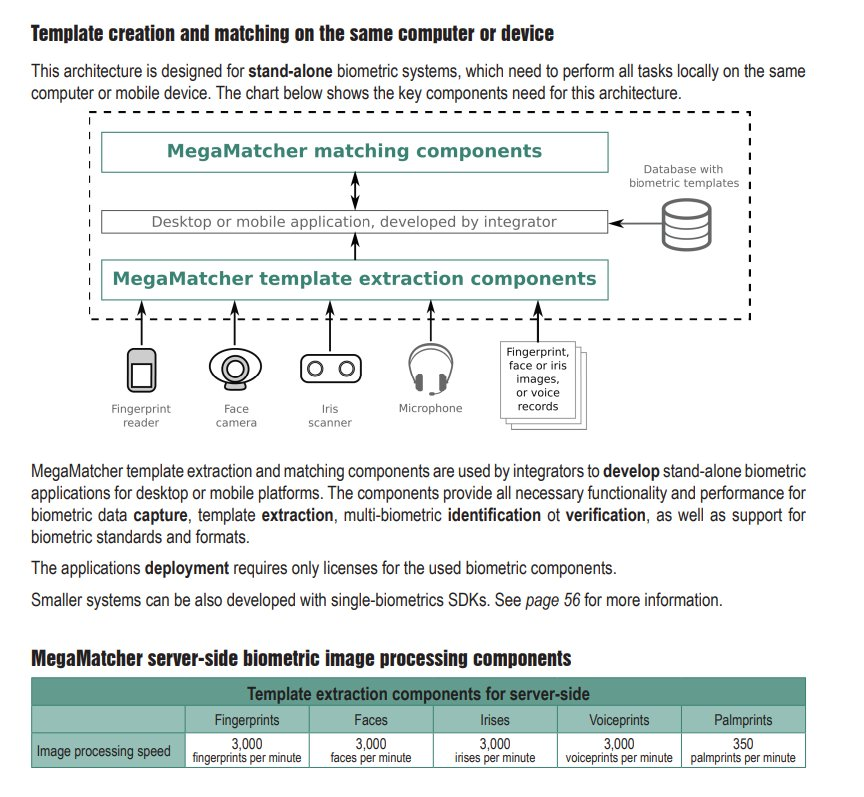 Template creation and matching on the same computer or device
This architecture is designed for stand-alone biometric systems, which need to perform all tasks locally on the same
computer or mobile device. The chart below shows the key components need for this architecture.
MegaMatcher matching components
Database with
biometric templates
Desktop or mobile application, developed by integrator
MegaMatcher template extraction components
Fingerprint
reader
Face
camera
Iris
scanner
Microphone
Fingerprint,
face or iris
images,
or voice
records
MegaMatcher template extraction and matching components are used by integrators to develop stand-alone biometric
applications for desktop or mobile platforms. The components provide all necessary functionality and performance for
biometric data capture, template extraction, multi-biometric identification ot verification, as well as support for
biometric standards and formats.
The applications deployment requires only licenses for the used biometric components.
Smaller systems can be also developed with single-biometrics SDKs. See page 56 for more information.
MegaMatcher server-side biometric image processing components
Template extraction components for server-side
Fingerprints Faces Irises Voiceprints Palmprints
Image processing speed 3,000 3,000 3,000 3,000 350
fingerprints per minute faces per minute irises per minute voiceprints per minute palmprints per minute